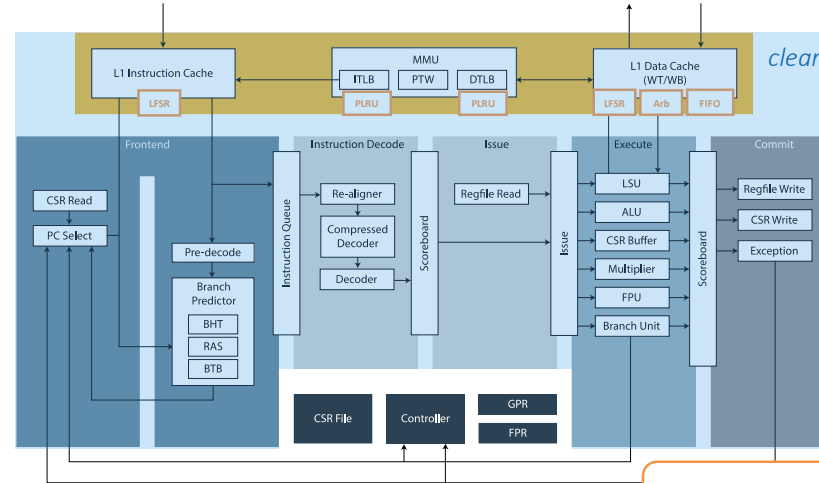 MMU
L1 Instruction Cache
ITLB
PTW
DTLB
L1 Data Cache
(WT/WB)
clear
LFSR
PLRU
PLRU
LFSR
Arb
FIFO
Frontend
Instruction Decode
Issue
Execute
Commit
CSR Read
PC Select
Pre-decode
Branch
Predictor
BHT
RAS
BTB
Instruction Queue
Re-aligner
Compressed
Decoder
Decoder
Scoreboard
Regfile Read
Issue
LSU
ALU
CSR Buffer
Multiplier
FPU
Branch Unit
Scoreboard
Regfile Write
CSR Write
Exception
CSR File
Controller
GPR
FPR